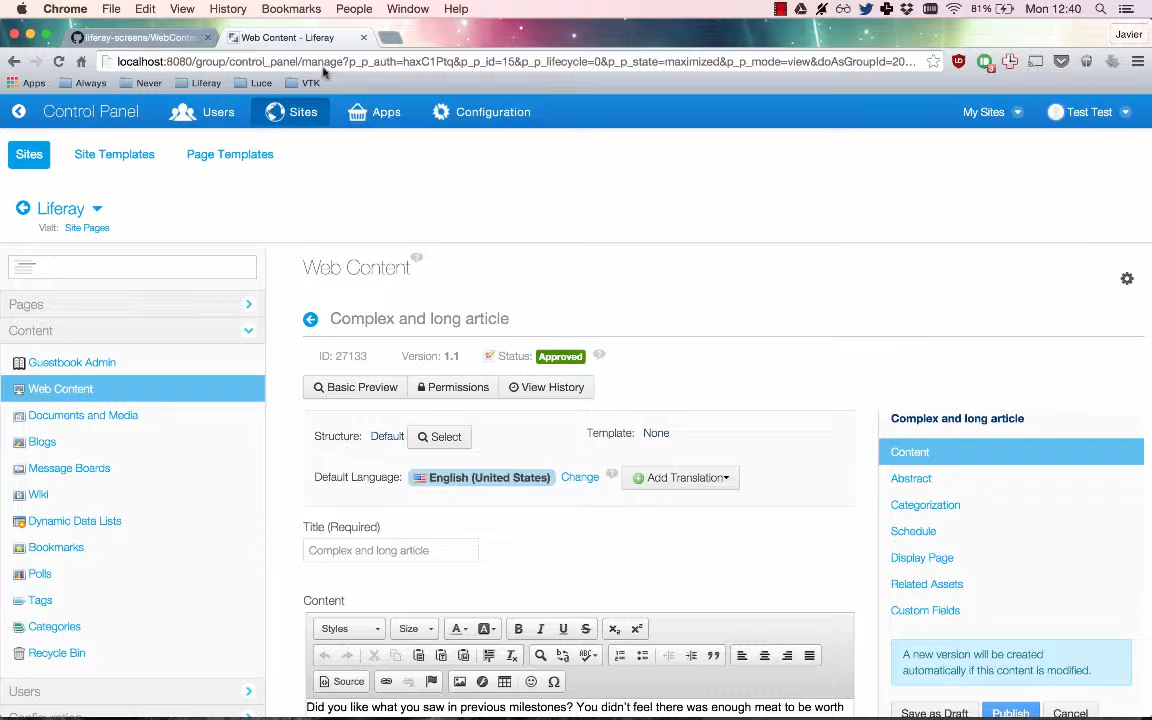 Chrome File Edit View History Bookmarks People Window Help 81% Mon 12:40
liferay-screens/WebConte Web Content - Liferay Javier
localhost:8080/group/control_panel/manage?p_p_auth=haxC1Ptq&p_p_id=15&p_p_lifecycle=0&p_p_state=maximized&p_p_mode=view&doAsGroupId=20...
Apps Always Never Liferay Luce VTK
Control Panel Users Sites Apps Configuration My Sites Test Test
Sites Site Templates Page Templates
Liferay
Visit: Site Pages
Web Content
Pages
Content
Complex and long article
ID: 27133 Version: 1.1 Status: Approved
Guestbook Admin
Web Content
Documents and Media
Blogs
Message Boards
Wiki
Dynamic Data Lists
Bookmarks
Polls
Tags
Categories
Recycle Bin
Users
Basic Preview Permissions View History
Structure: Default Select Template: None
Default Language: English (United States) Change Add Translation
Title (Required)
Complex and long article
Content
Styles Size A A B I U S x₂ x²
Source
Did you like what you saw in previous milestones? You didn't feel there was enough meat to be worth
Complex and long article
Content
Abstract
Categorization
Schedule
Display Page
Related Assets
Custom Fields
A new version will be created
automatically if this content is modified.
Save as Draft Publish Cancel